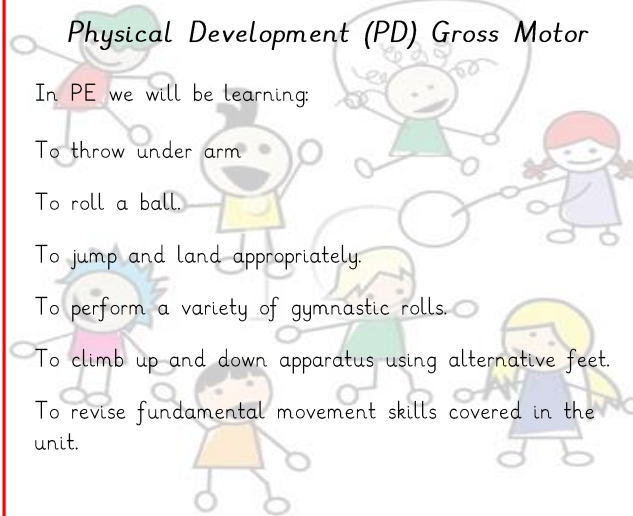 Physical Development (PD) Gross Motor
In PE we will be learning:
To throw under arm
To roll a ball.
To jump and land appropriately.
To perform a variety of gymnastic rolls.
To climb up and down apparatus using alternative feet.
To revise fundamental movement skills covered in the
unit.